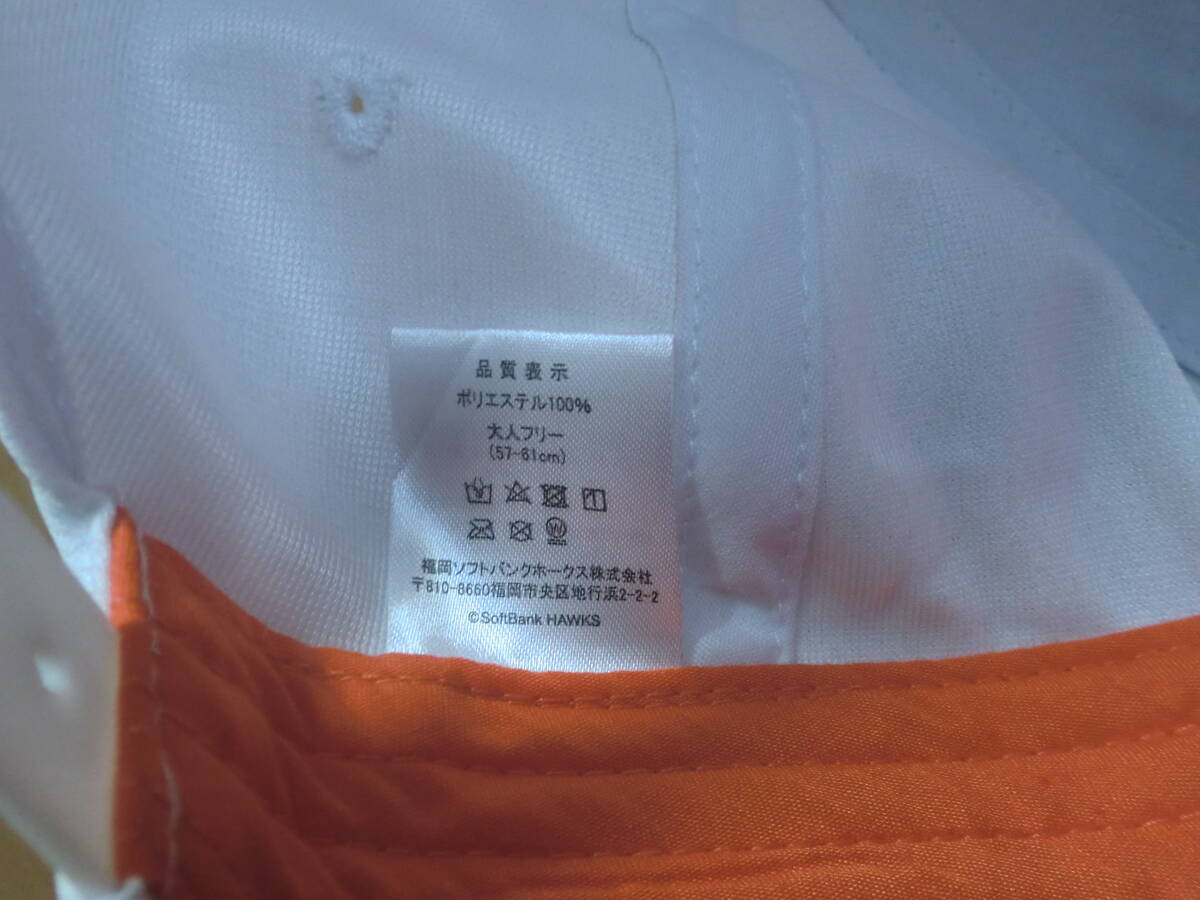 品質表示
ポリエステル100%
大人フリー
(57-61cm)
福岡ソフトバンクホークス株式会社
〒810-8660福岡市央区地行浜2-2-2
©SoftBank HAWKS